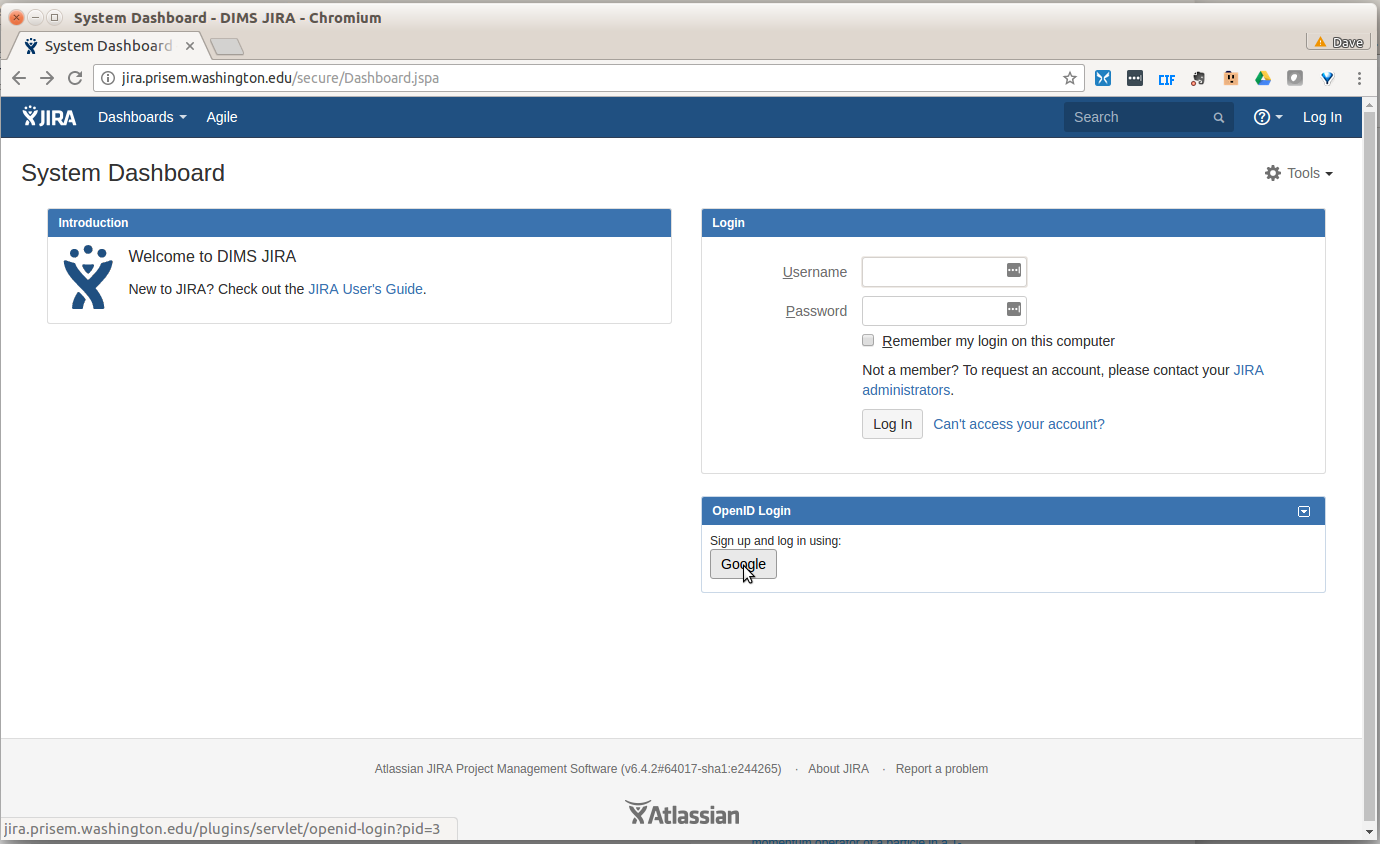 System Dashboard - DIMS JIRA - Chromium
System Dashboard
Dave
jira.prisem.washington.edu/secure/Dashboard.jspa
CIF
JIRA
Dashboards
Agile
Search
Log In
System Dashboard
Tools
Introduction
Welcome to DIMS JIRA
New to JIRA? Check out the JIRA User's Guide.
Login
Username
Password
Remember my login on this computer
Not a member? To request an account, please contact your JIRA
administrators.
Log In
Can't access your account?
OpenID Login
Sign up and log in using:
Google
Atlassian JIRA Project Management Software (v6.4.2#64017-sha1:e244265) · About JIRA · Report a problem
Atlassian
jira.prisem.washington.edu/plugins/servlet/openid-login?pid=3